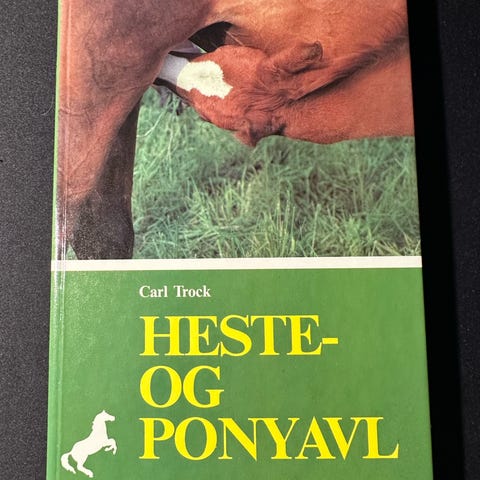 Carl Trock
HESTE-
OG
PONYAVL